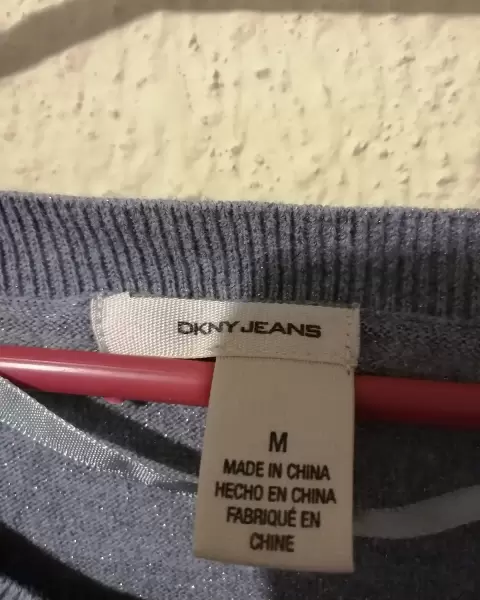 DKNY JEANS
M
MADE IN CHINA
HECHO EN CHINA
FABRIQUÉ EN
CHINE